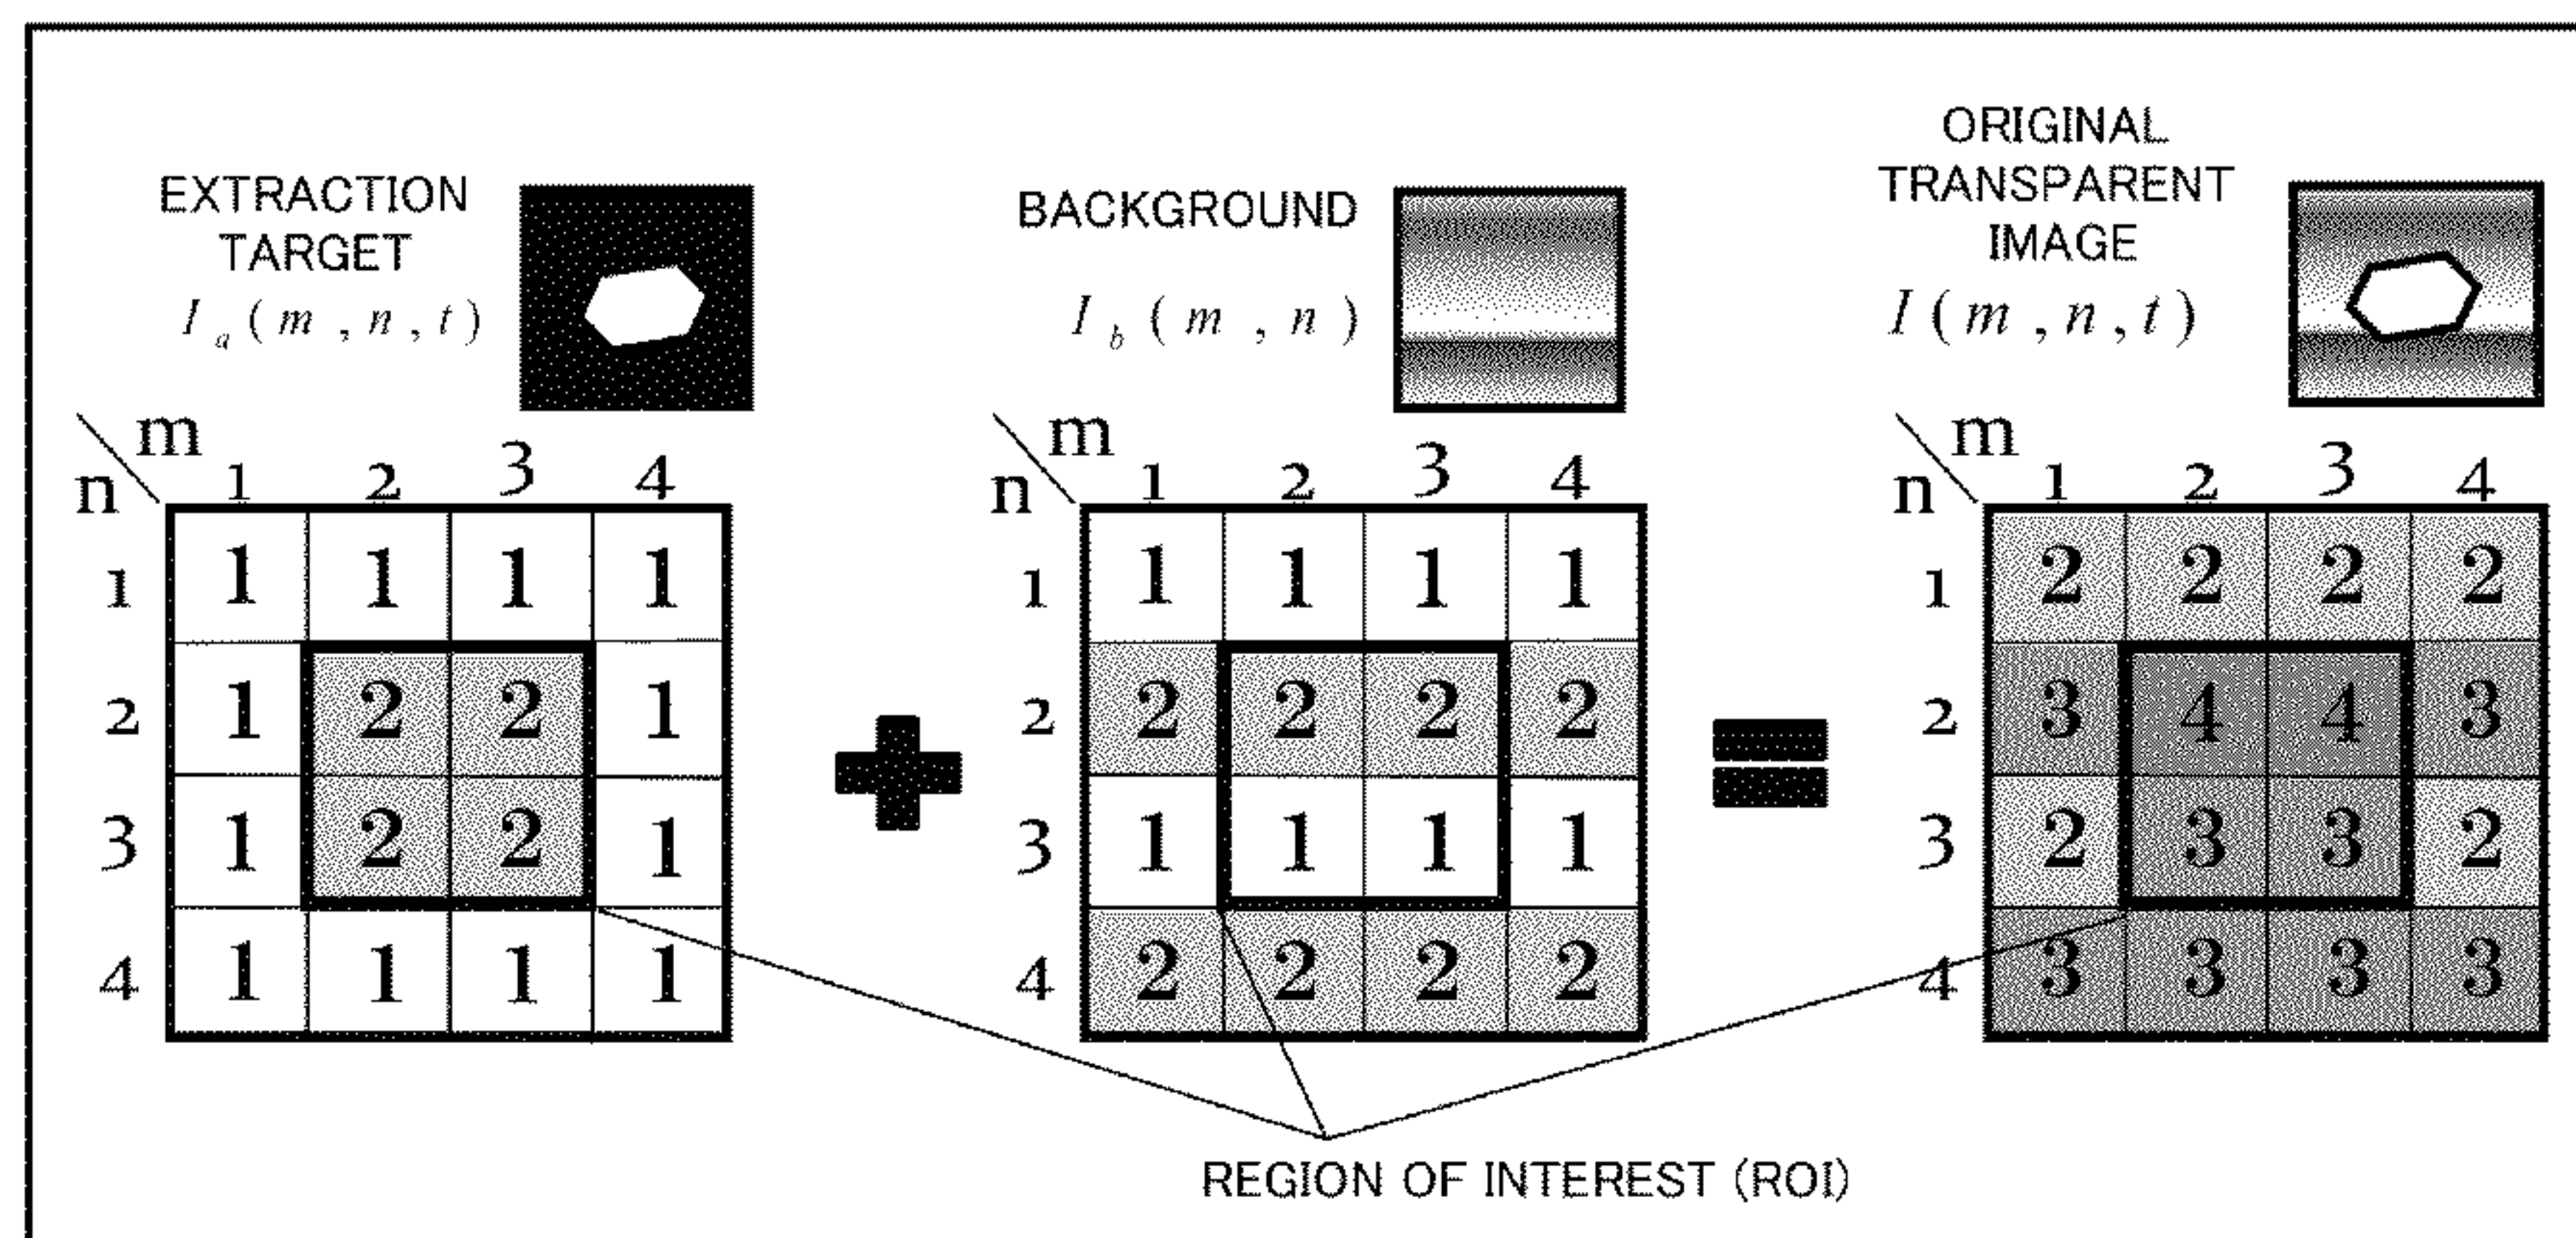 EXTRACTION
TARGET
I a ( m , n , t )
BACKGROUND
I b ( m , n )
ORIGINAL
TRANSPARENT
IMAGE
I ( m , n , t )
m
n 1 2 3 4
1 1 1 1 1
2 1 2 2 1
3 1 2 2 1
4 1 1 1 1
m
n 1 2 3 4
1 1 1 1 1
2 2 2 2 2
3 1 1 1 1
4 2 2 2 2
m
n 1 2 3 4
1 2 2 2 2
2 3 4 4 3
3 2 3 3 2
4 3 3 3 3
REGION OF INTEREST (ROI)